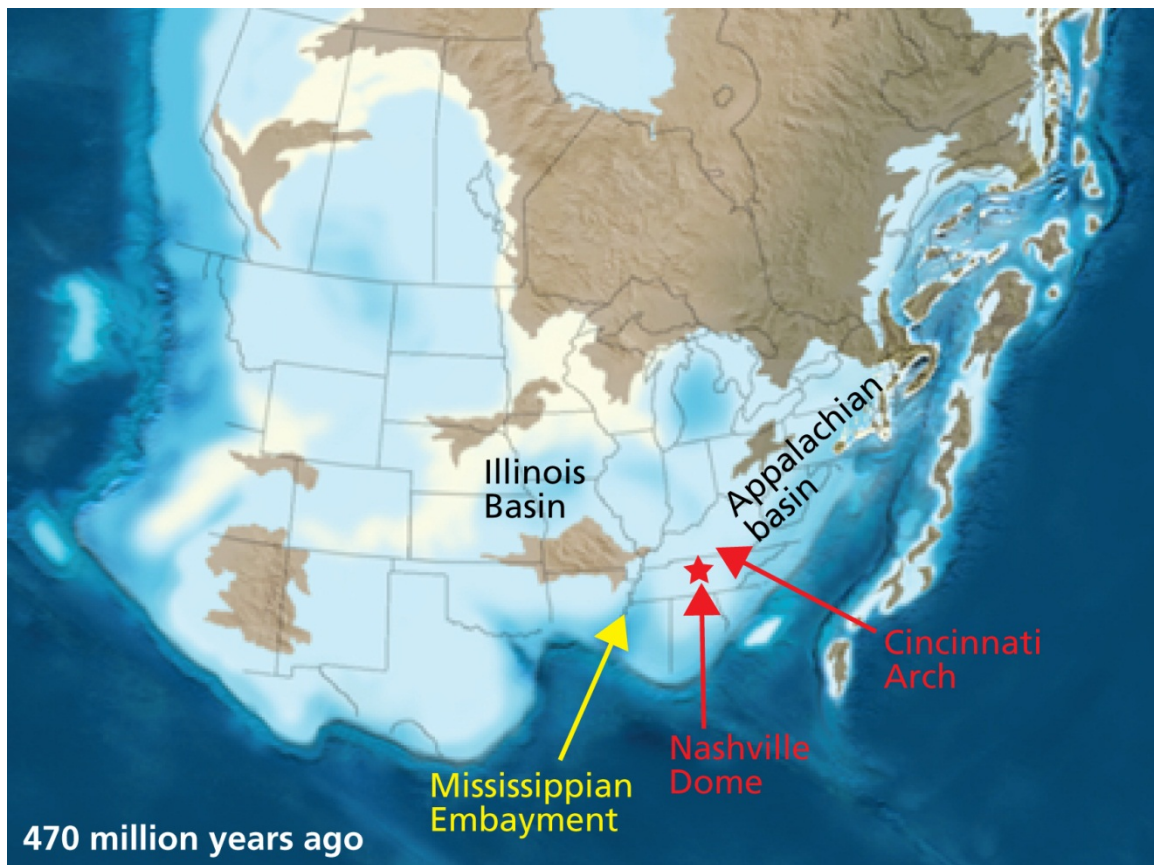 Illinois
Basin
Appalachian
basin
Cincinnati
Arch
Nashville
Dome
Mississippian
Embayment
470 million years ago